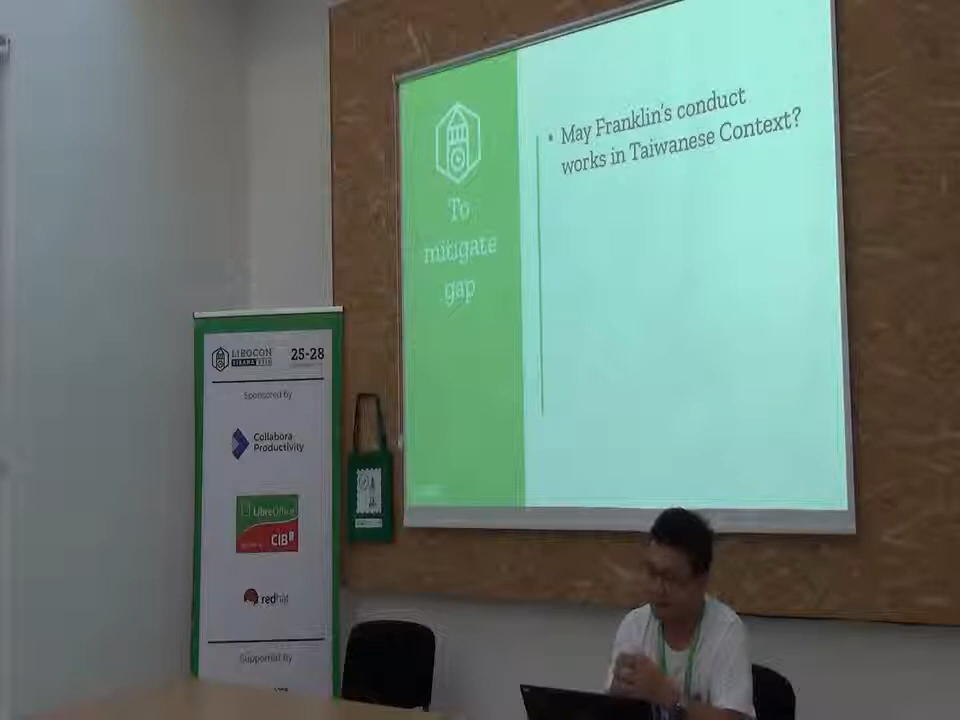 To
mitigate
gap
• May Franklin's conduct
works in Taiwanese Context?
LIBOCON
25-28
Sponsored by
Collabora
Productivity
LibreOffice
CIB
redhat
Supported by